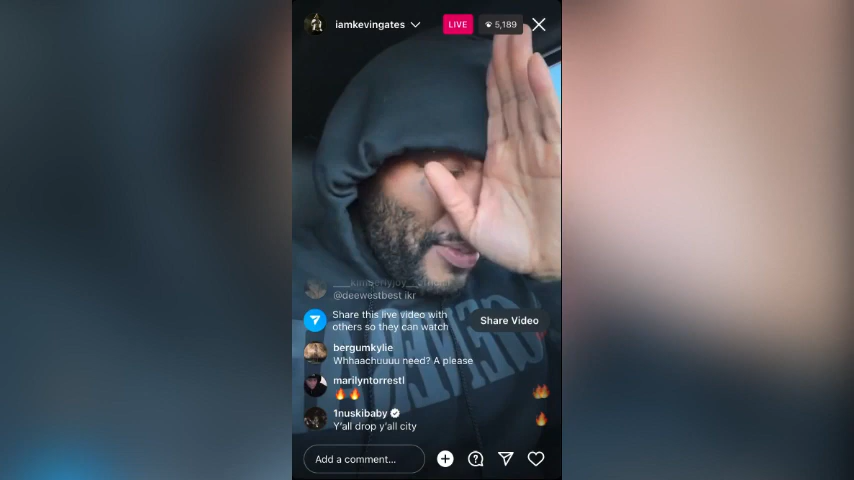 iamkevingates
LIVE
5,189
@deewestbest ikr
Share this live video with
others so they can watch
Share Video
bergumkylie
Whhaachuuuu need? A please
marilyntorrestl
🔥🔥
1nuskibaby
Y'all drop y'all city
Add a comment...